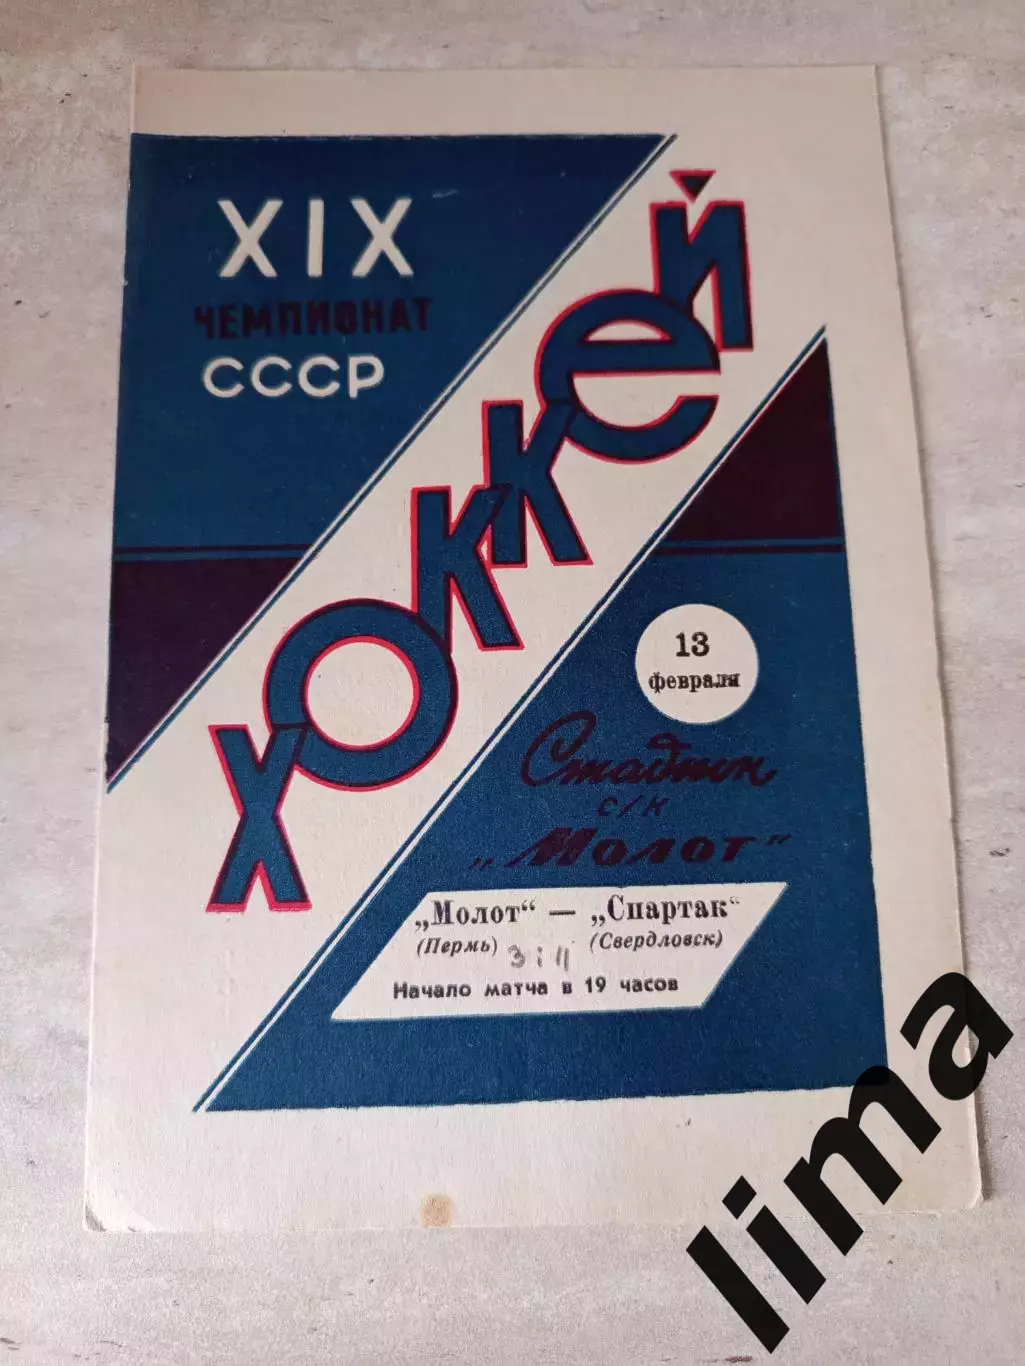 XIX
ЧЕМПИОНАТ
СССР
ХОККЕЙ
13
февраля
Стадион
с/к
„Молот“
„Молот“ — „Спартак“
(Пермь) 3:11 (Свердловск)
Начало матча в 19 часов
lima